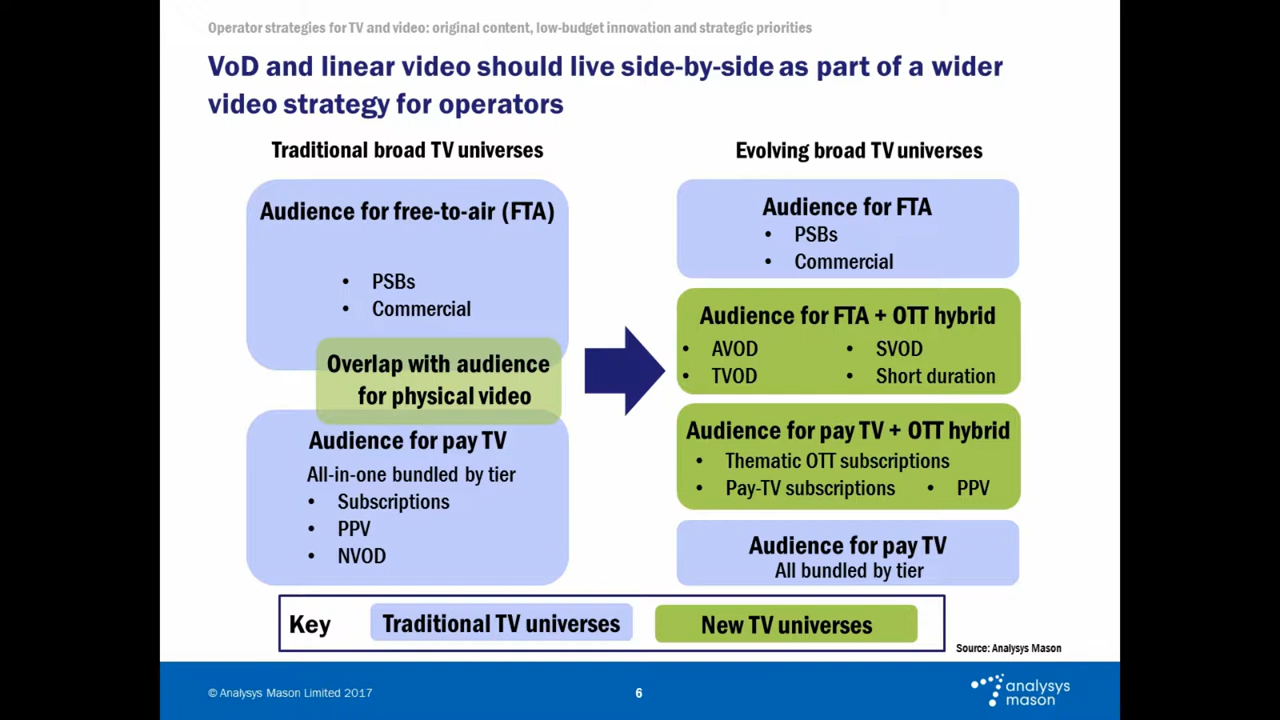 Operator strategies for TV and video: original content, low-budget innovation and strategic priorities
VoD and linear video should live side-by-side as part of a wider
video strategy for operators
Traditional broad TV universes
Audience for free-to-air (FTA)
• PSBs
• Commercial
Overlap with audience
for physical video
Audience for pay TV
All-in-one bundled by tier
• Subscriptions
• PPV
• NVOD
Evolving broad TV universes
Audience for FTA
• PSBs
• Commercial
Audience for FTA + OTT hybrid
• AVOD • SVOD
• TVOD • Short duration
Audience for pay TV + OTT hybrid
• Thematic OTT subscriptions
• Pay-TV subscriptions • PPV
Audience for pay TV
All bundled by tier
Key Traditional TV universes New TV universes
Source: Analysys Mason
© Analysys Mason Limited 2017
6
analysys
mason